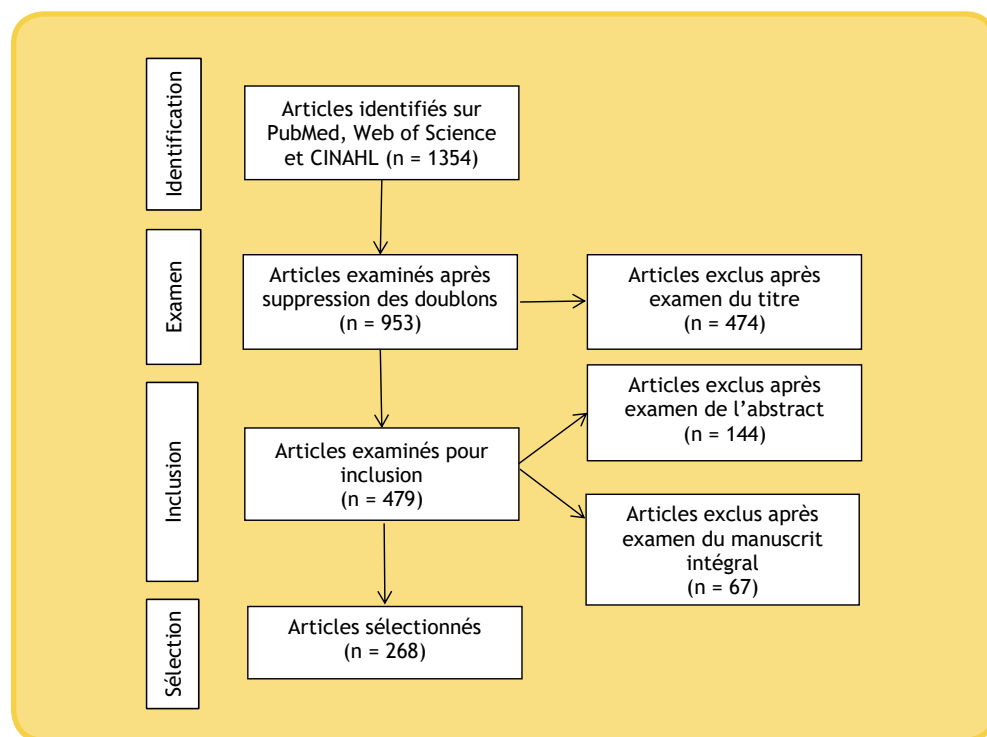 Identification
Articles identifiés sur
PubMed, Web of Science
et CINAHL (n = 1354)
Examen
Articles examinés après
suppression des doublons
(n = 953)
Articles exclus après
examen du titre
(n = 474)
Inclusion
Articles examinés pour
inclusion
(n = 479)
Articles exclus après
examen de l’abstract
(n = 144)
Articles exclus après
examen du manuscrit
intégral
(n = 67)
Sélection
Articles sélectionnés
(n = 268)